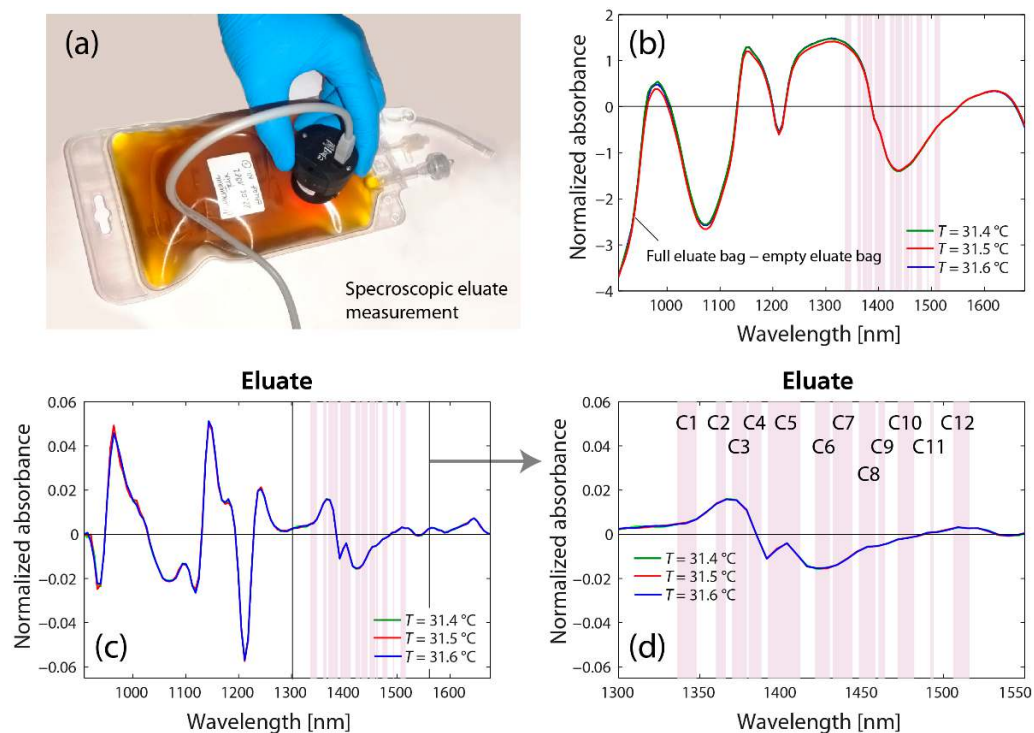 (a)
Specroscopic eluate
measurement
(b)
Normalized absorbance
2
1
0
−1
−2
−3
−4
Full eluate bag – empty eluate bag
T = 31.4 °C
T = 31.5 °C
T = 31.6 °C
1000 1100 1200 1300 1400 1500 1600
Wavelength [nm]
Eluate
Normalized absorbance
0.06
0.04
0.02
0
−0.02
−0.04
−0.06
(c)
T = 31.4 °C
T = 31.5 °C
T = 31.6 °C
1000 1100 1200 1300 1400 1500 1600
Wavelength [nm]
Eluate
Normalized absorbance
0.06
0.04
0.02
0
−0.02
−0.04
−0.06
C1 C2 C4 C5 C7 C10 C12
C3 C6 C9 C11
C8
T = 31.4 °C
T = 31.5 °C
T = 31.6 °C
(d)
1300 1350 1400 1450 1500 1550
Wavelength [nm]